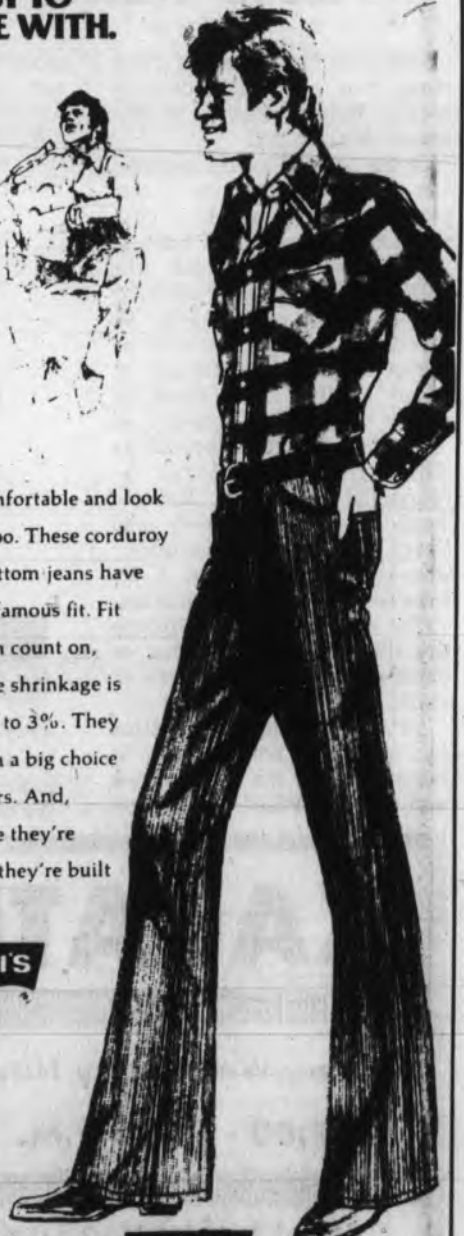 E WITH.
nfortable and look
oo. These corduroy
ttom jeans have
famous fit. Fit
n count on,
e shrinkage is
to 3%. They
n a big choice
rs. And,
e they're
they're built
I'S